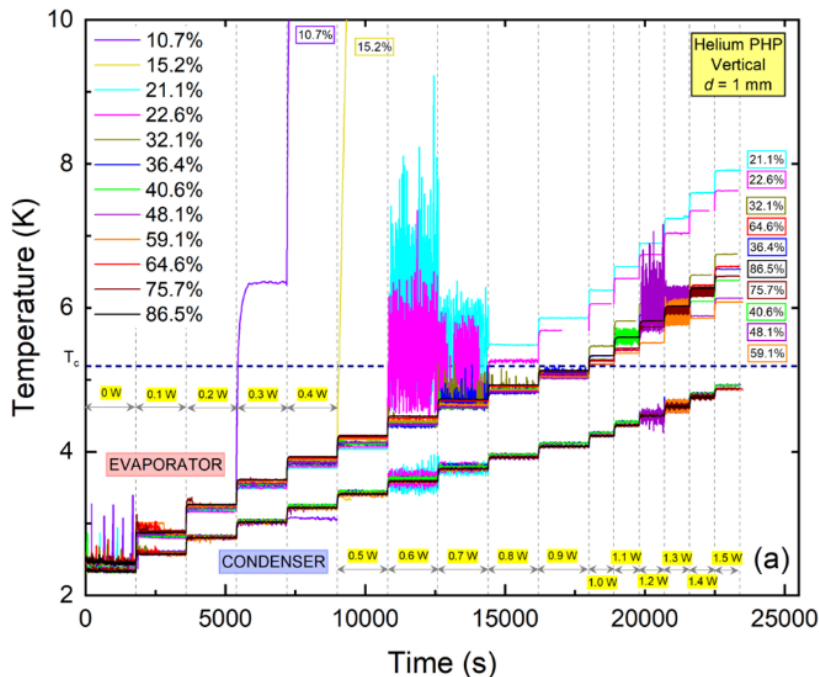 10.7%
15.2%
Helium PHP
Vertical
d = 1 mm
10.7%
15.2%
21.1%
22.6%
32.1%
36.4%
40.6%
48.1%
59.1%
64.6%
75.7%
86.5%
21.1%
22.6%
32.1%
64.6%
36.4%
86.5%
75.7%
40.6%
48.1%
59.1%
10
8
6
4
2
Tc
Temperature (K)
0 W
0.1 W
0.2 W
0.3 W
0.4 W
EVAPORATOR
CONDENSER
0.5 W
0.6 W
0.7 W
0.8 W
0.9 W
1.0 W
1.1 W
1.2 W
1.3 W
1.4 W
1.5 W
(a)
0
5000
10000
15000
20000
25000
Time (s)